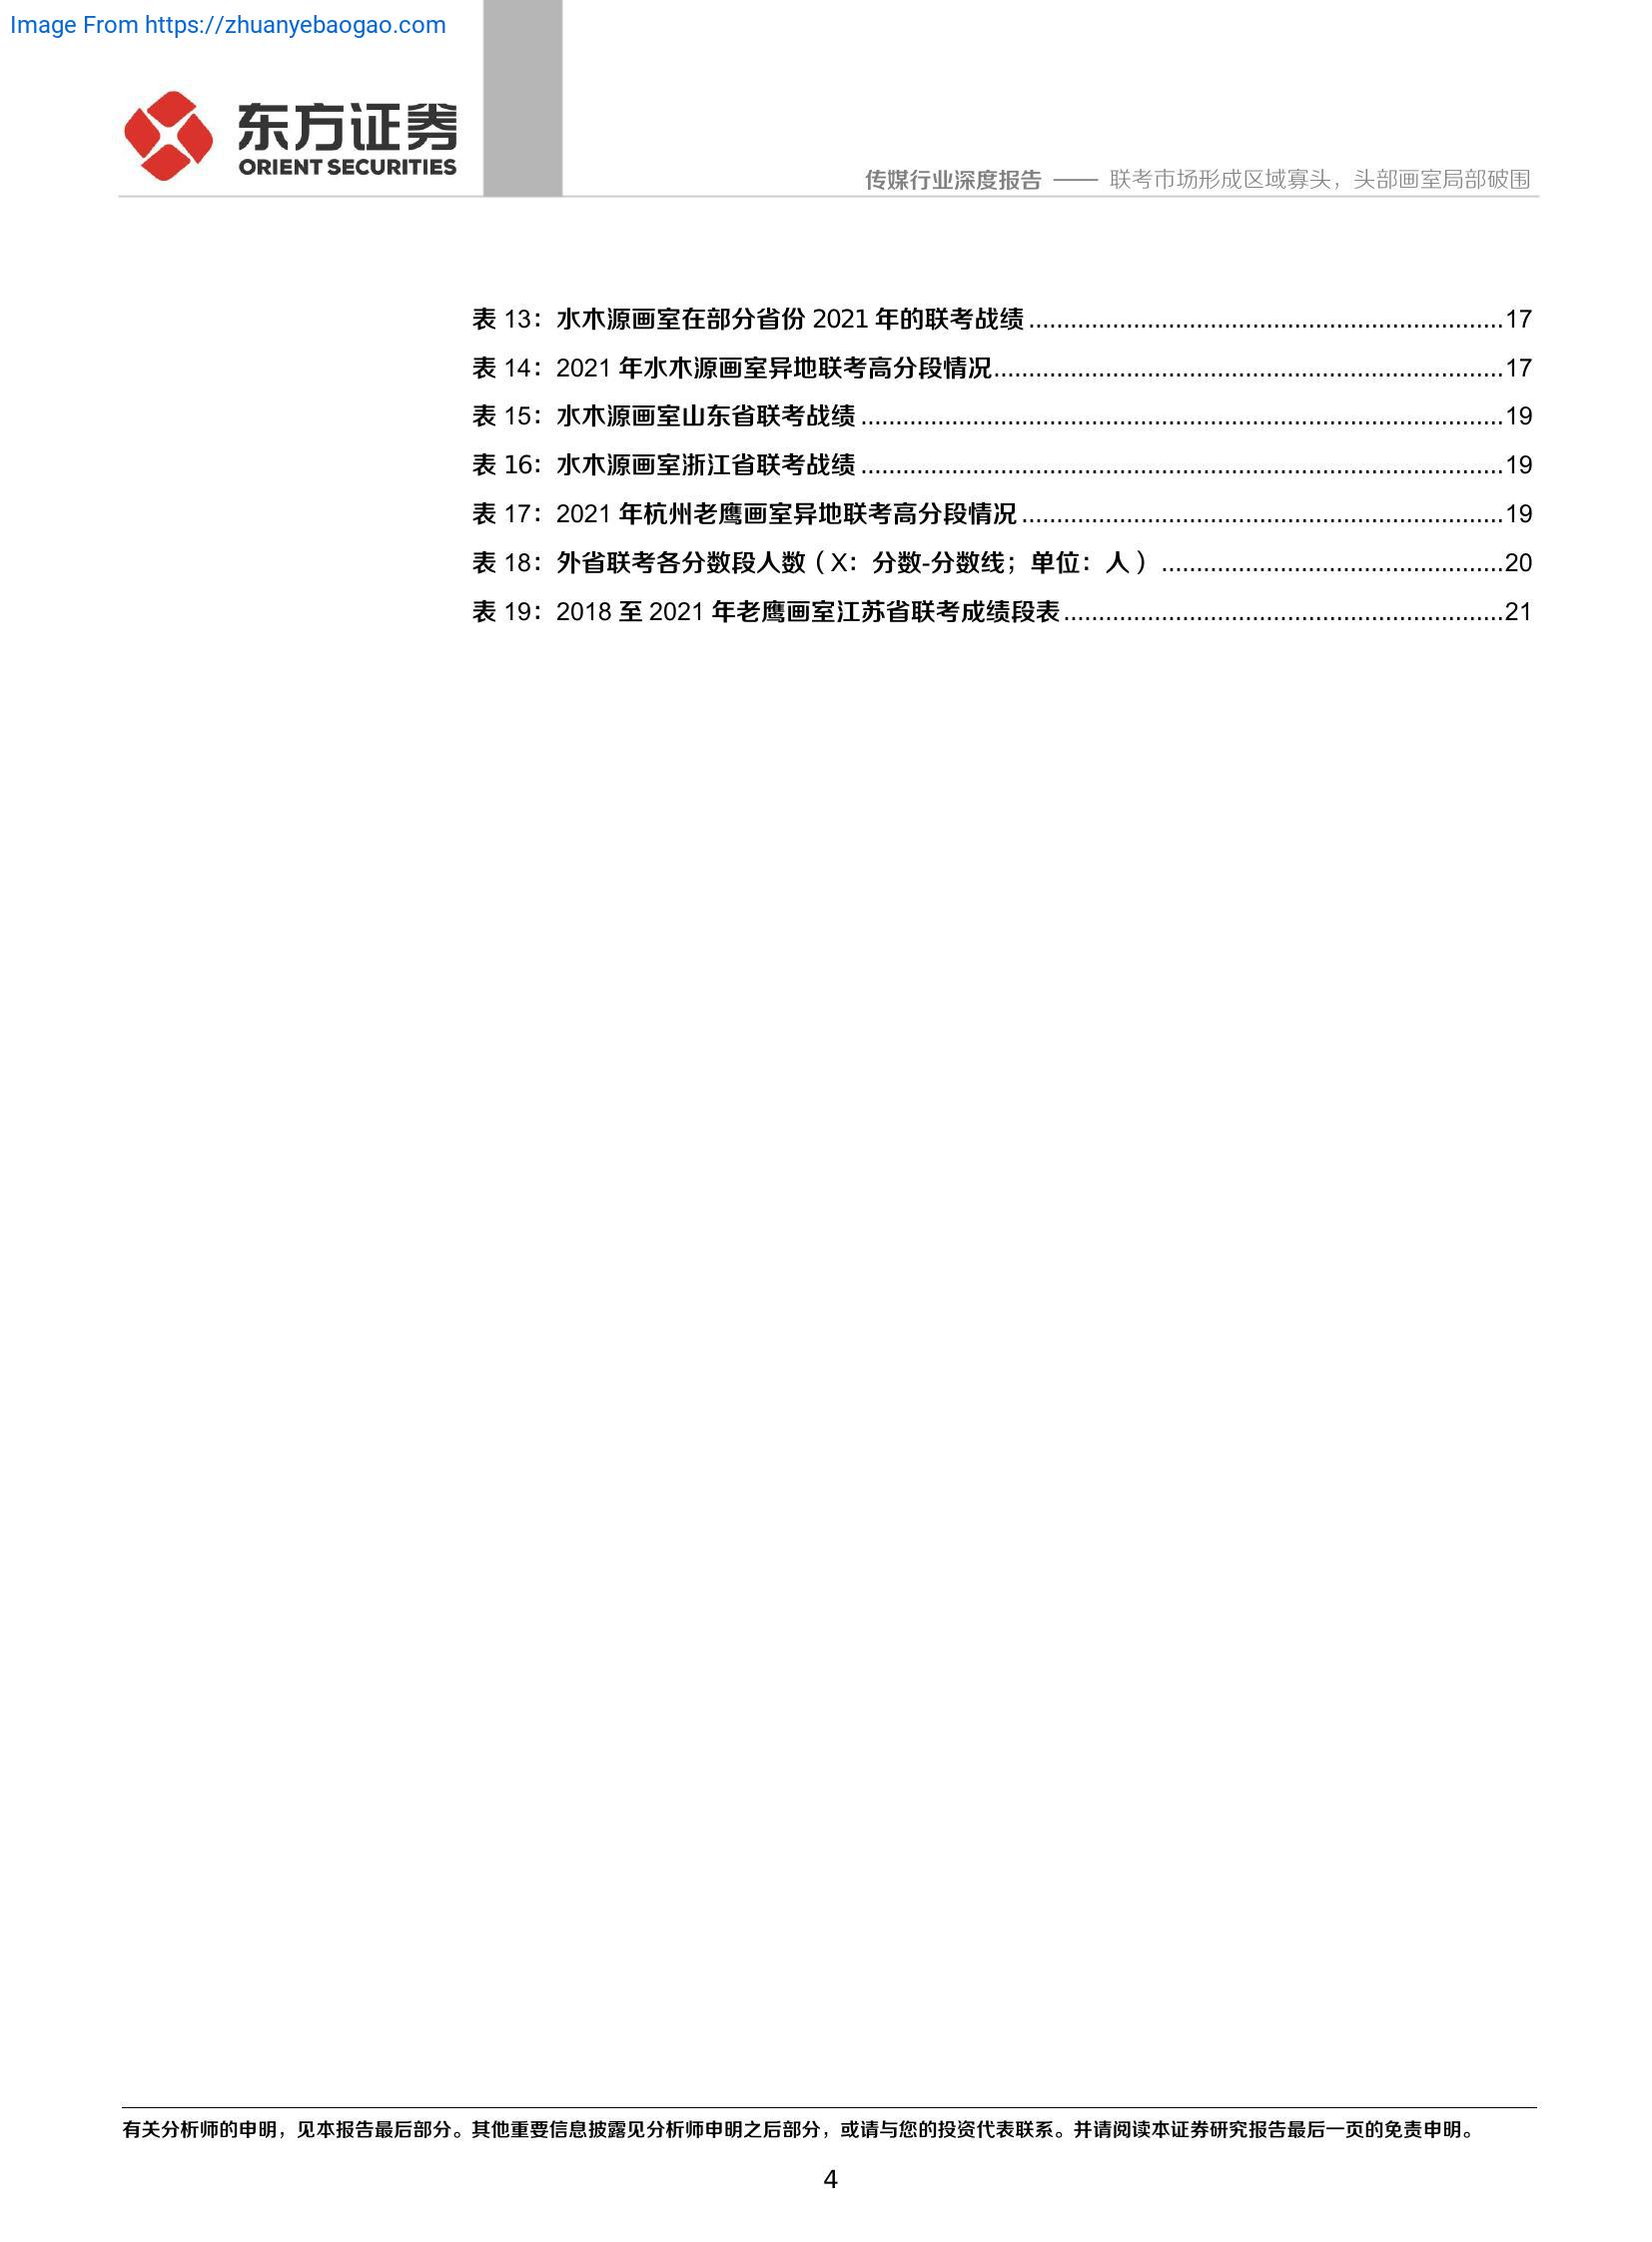 Image From https://zhuanyebaogao.com
东方证券
ORIENT SECURITIES
传媒行业深度报告 —— 联考市场形成区域寡头，头部画室局部破围
表 13：水木源画室在部分省份 2021 年的联考战绩....................................................................17
表 14：2021 年水木源画室异地联考高分段情况.........................................................................17
表 15：水木源画室山东省联考战绩............................................................................................19
表 16：水木源画室浙江省联考战绩............................................................................................19
表 17：2021 年杭州老鹰画室异地联考高分段情况.....................................................................19
表 18：外省联考各分数段人数（X：分数-分数线；单位：人）.................................................20
表 19：2018 至 2021 年老鹰画室江苏省联考成绩段表...............................................................21
有关分析师的申明，见本报告最后部分。其他重要信息披露见分析师申明之后部分，或请与您的投资代表联系。并请阅读本证券研究报告最后一页的免责申明。
4